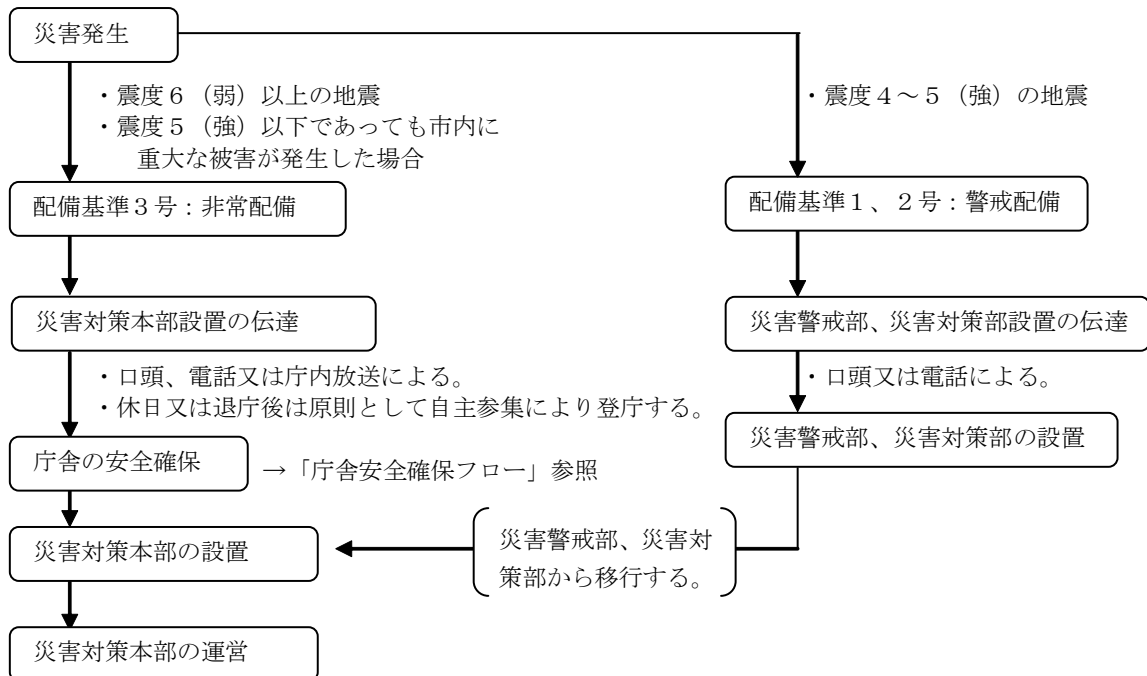 災害発生
・震度６（弱）以上の地震
・震度５（強）以下であっても市内に
重大な被害が発生した場合
・震度４～５（強）の地震
配備基準３号：非常配備
配備基準１、２号：警戒配備
災害対策本部設置の伝達
災害警戒部、災害対策部設置の伝達
・口頭、電話又は庁内放送による。
・休日又は退庁後は原則として自主参集により登庁する。
・口頭又は電話による。
災害警戒部、災害対策部の設置
庁舎の安全確保
→「庁舎安全確保フロー」参照
災害対策本部の設置
災害警戒部、災害対
策部から移行する。
災害対策本部の運営